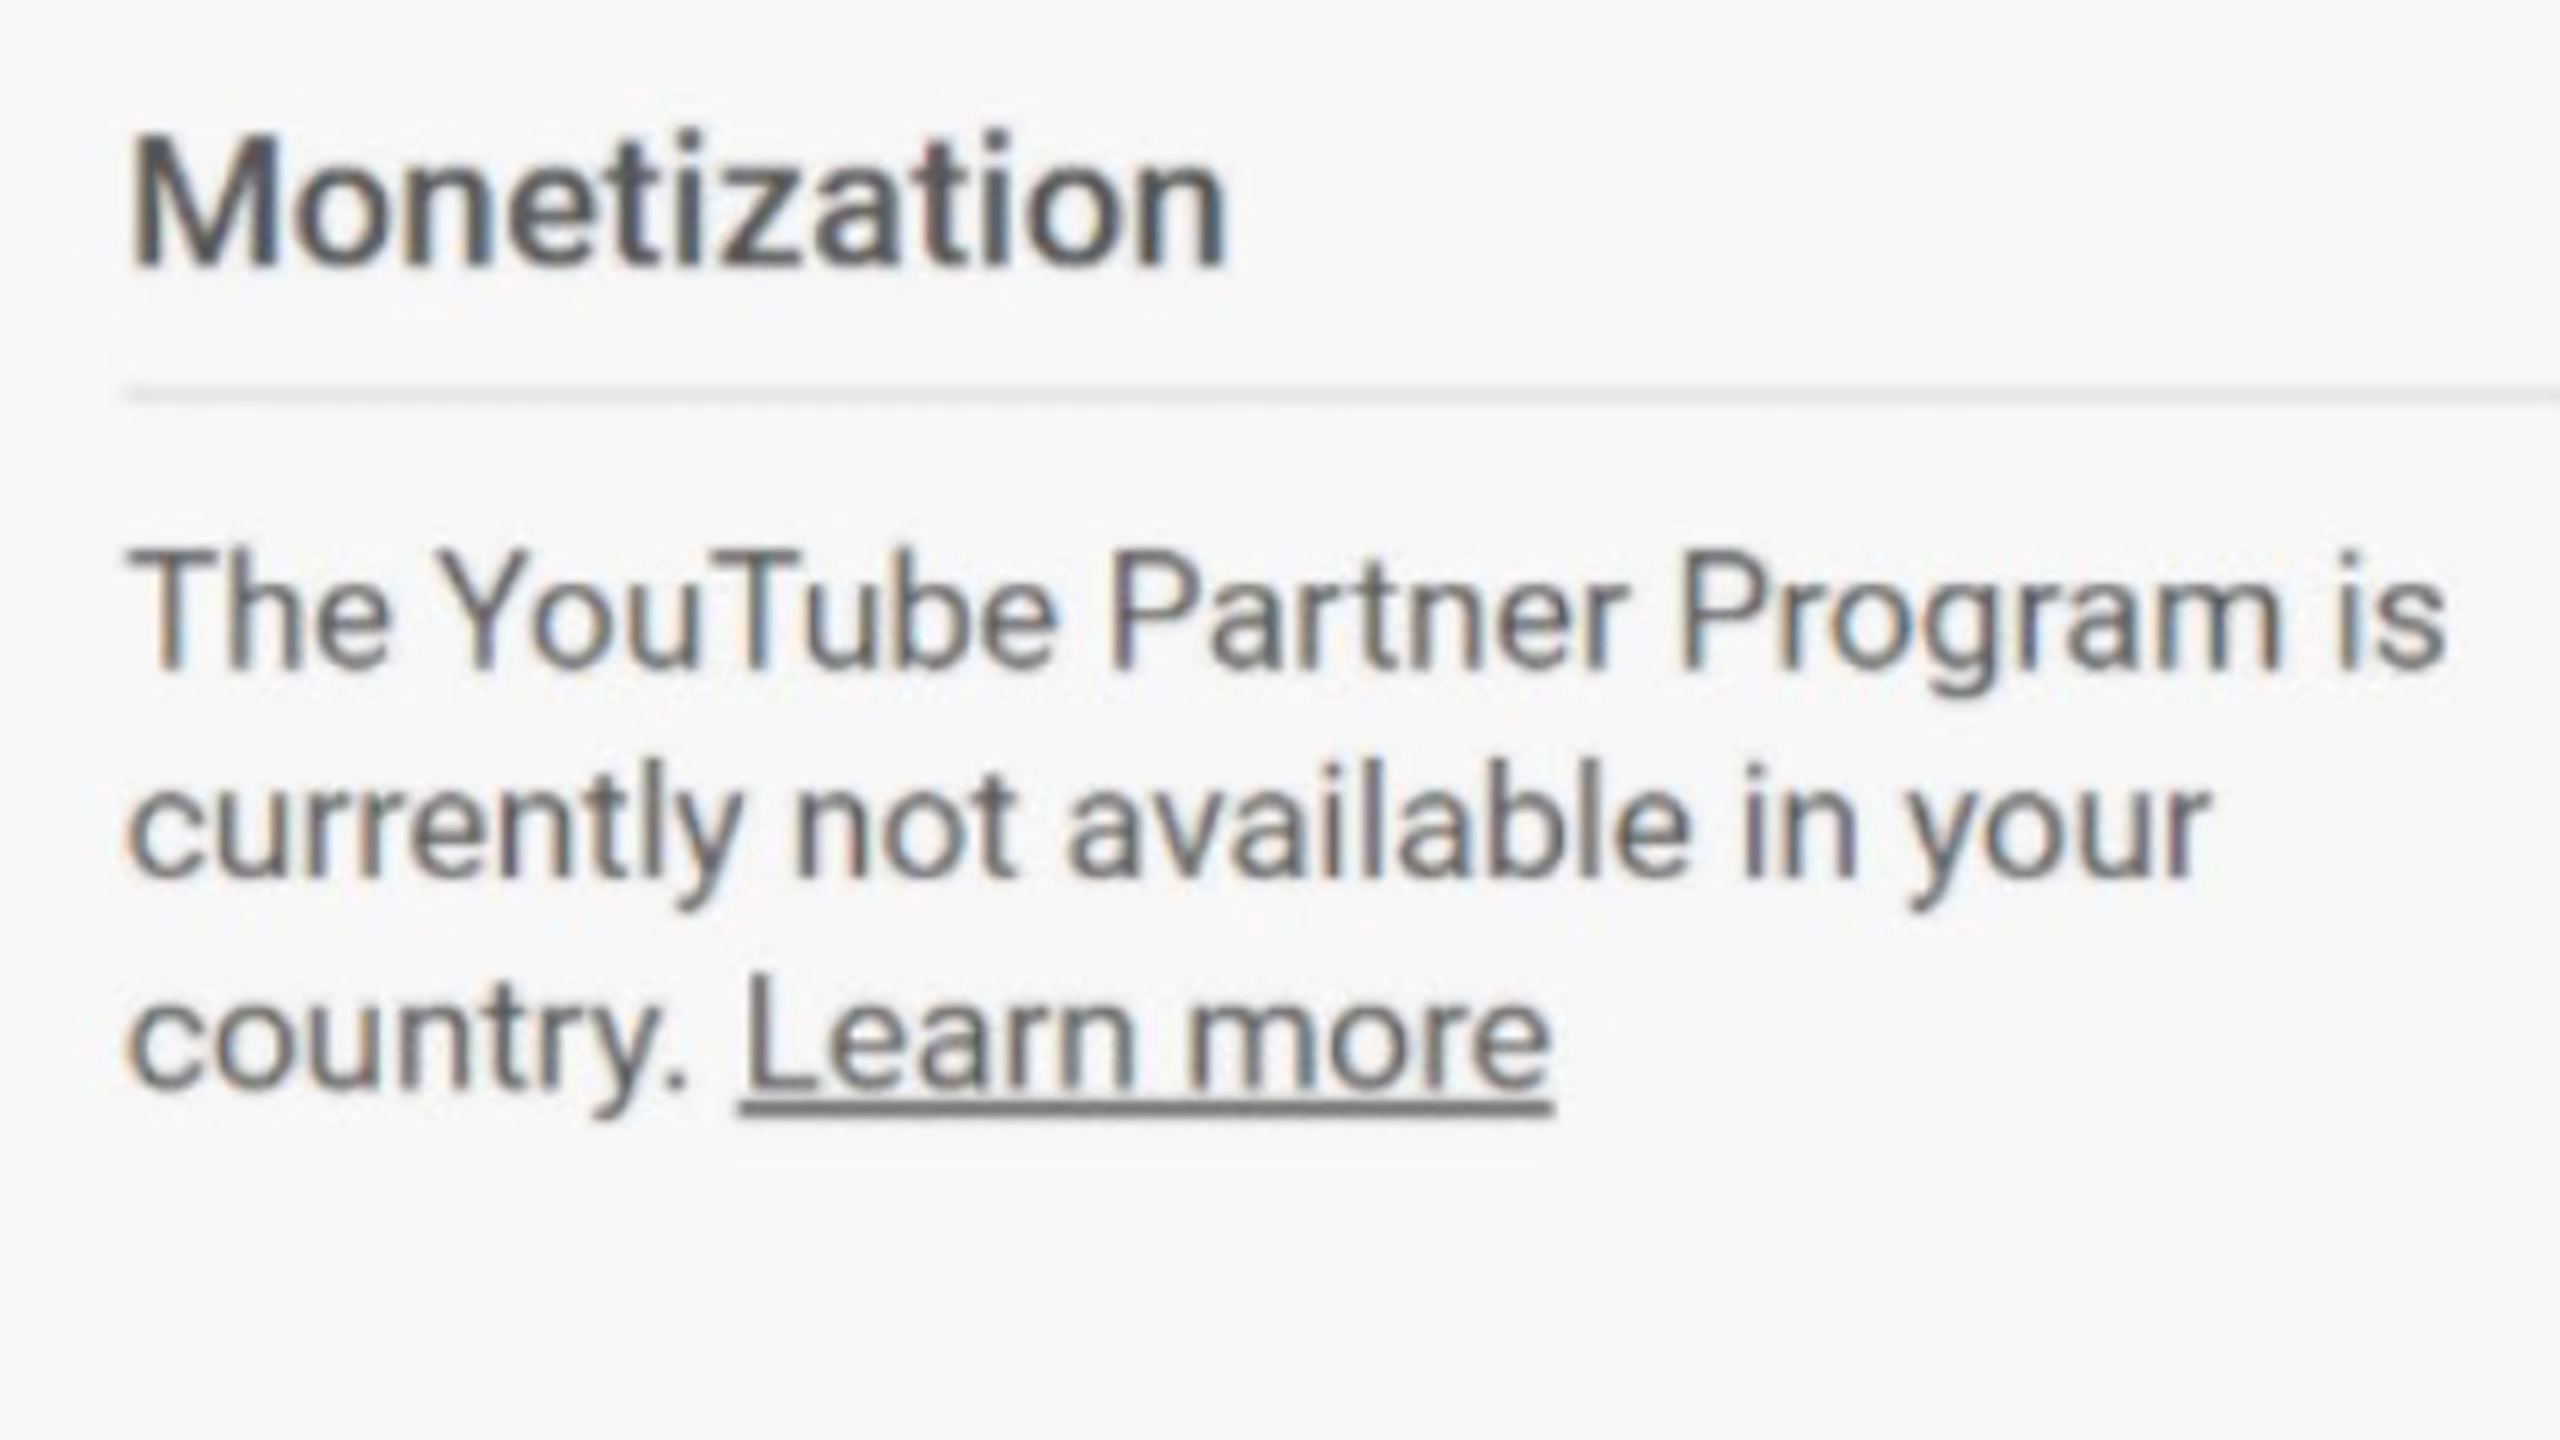 Monetization
The YouTube Partner Program is
currently not available in your
country. Learn more